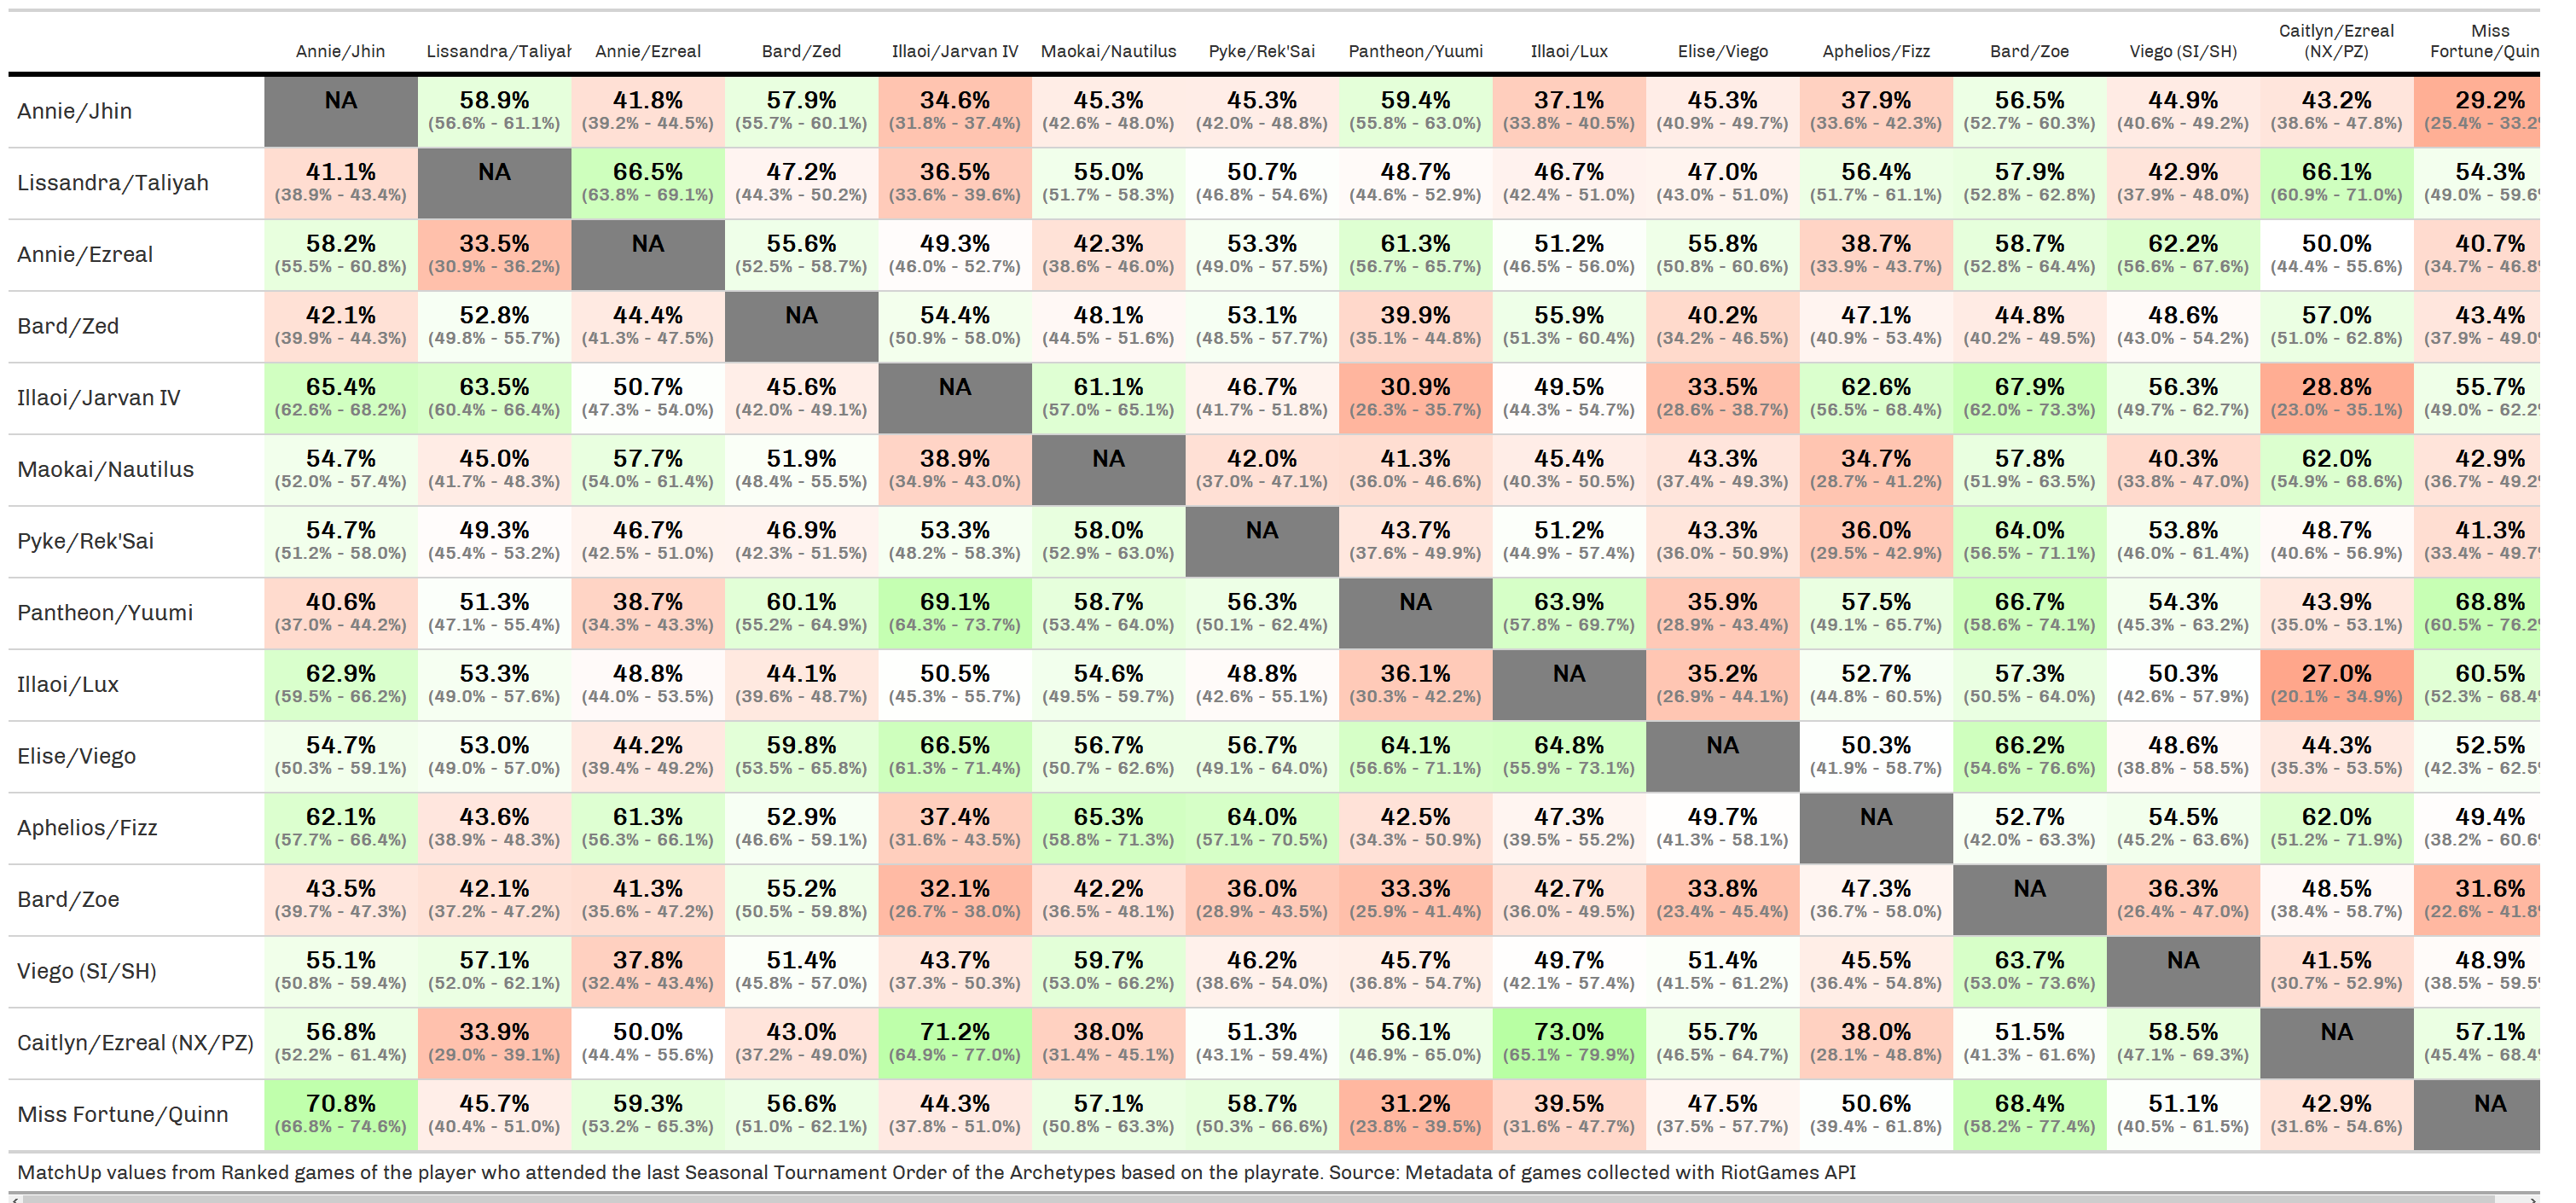 Annie/Jhin Lissandra/Taliyah Annie/Ezreal Bard/Zed Illaoi/Jarvan IV Maokai/Nautilus Pyke/Rek'Sai Pantheon/Yuumi Illaoi/Lux Elise/Viego Aphelios/Fizz Bard/Zoe Viego (SI/SH) Caitlyn/Ezreal (NX/PZ) Miss Fortune/Quin
Annie/Jhin NA 58.9% 41.8% 57.9% 34.6% 45.3% 45.3% 59.4% 37.1% 45.3% 37.9% 56.5% 44.9% 43.2% 29.2%
(56.6% - 61.1%) (39.2% - 44.5%) (55.7% - 60.1%) (31.8% - 37.4%) (42.6% - 48.0%) (42.0% - 48.8%) (55.8% - 63.0%) (33.8% - 40.5%) (40.9% - 49.7%) (33.6% - 42.3%) (52.7% - 60.3%) (40.6% - 49.2%) (38.6% - 47.8%) (25.4% - 33.2%
Lissandra/Taliyah 41.1% NA 66.5% 47.2% 36.5% 55.0% 50.7% 48.7% 46.7% 47.0% 56.4% 57.9% 42.9% 66.1% 54.3%
(38.9% - 43.4%) (63.8% - 69.1%) (44.3% - 50.2%) (33.6% - 39.6%) (51.7% - 58.3%) (46.8% - 54.6%) (44.6% - 52.9%) (42.4% - 51.0%) (43.0% - 51.0%) (51.7% - 61.1%) (52.8% - 62.8%) (37.9% - 48.0%) (60.9% - 71.0%) (49.0% - 59.6%
Annie/Ezreal 58.2% 33.5% NA 55.6% 49.3% 42.3% 53.3% 61.3% 51.2% 55.8% 38.7% 58.7% 62.2% 50.0% 40.7%
(55.5% - 60.8%) (30.9% - 36.2%) (52.5% - 58.7%) (46.0% - 52.7%) (38.6% - 46.0%) (49.0% - 57.5%) (56.7% - 65.7%) (46.5% - 56.0%) (50.8% - 60.6%) (33.9% - 43.7%) (52.8% - 64.4%) (56.6% - 67.6%) (44.4% - 55.6%) (34.7% - 46.8%
Bard/Zed 42.1% 52.8% 44.4% NA 54.4% 48.1% 53.1% 39.9% 55.9% 40.2% 47.1% 44.8% 48.6% 57.0% 43.4%
(39.9% - 44.3%) (49.8% - 55.7%) (41.3% - 47.5%) (50.9% - 58.0%) (44.5% - 51.6%) (48.5% - 57.7%) (35.1% - 44.8%) (51.3% - 60.4%) (34.2% - 46.5%) (40.9% - 53.4%) (40.2% - 49.5%) (43.0% - 54.2%) (51.0% - 62.8%) (37.9% - 49.0%
Illaoi/Jarvan IV 65.4% 63.5% 50.7% 45.6% NA 61.1% 46.7% 30.9% 49.5% 33.5% 62.6% 67.9% 56.3% 28.8% 55.7%
(62.6% - 68.2%) (60.4% - 66.4%) (47.3% - 54.0%) (42.0% - 49.1%) (57.0% - 65.1%) (41.7% - 51.8%) (26.3% - 35.7%) (44.3% - 54.7%) (28.6% - 38.7%) (56.5% - 68.4%) (62.0% - 73.3%) (49.7% - 62.7%) (23.0% - 35.1%) (49.0% - 62.2%
Maokai/Nautilus 54.7% 45.0% 57.7% 51.9% 38.9% NA 42.0% 41.3% 45.4% 43.3% 34.7% 57.8% 40.3% 62.0% 42.9%
(52.0% - 57.4%) (41.7% - 48.3%) (54.0% - 61.4%) (48.4% - 55.5%) (34.9% - 43.0%) (37.0% - 47.1%) (36.0% - 46.6%) (40.3% - 50.5%) (37.4% - 49.3%) (28.7% - 41.2%) (51.9% - 63.5%) (33.8% - 47.0%) (54.9% - 68.6%) (36.7% - 49.2%
Pyke/Rek'Sai 54.7% 49.3% 46.7% 46.9% 53.3% 58.0% NA 43.7% 51.2% 43.3% 36.0% 64.0% 53.8% 48.7% 41.3%
(51.2% - 58.0%) (45.4% - 53.2%) (42.5% - 51.0%) (42.3% - 51.5%) (48.2% - 58.3%) (52.9% - 63.0%) (37.6% - 49.9%) (44.9% - 57.4%) (36.0% - 50.9%) (29.5% - 42.9%) (56.5% - 71.1%) (46.0% - 61.4%) (40.6% - 56.9%) (33.4% - 49.7%
Pantheon/Yuumi 40.6% 51.3% 38.7% 60.1% 69.1% 58.7% 56.3% NA 63.9% 35.9% 57.5% 66.7% 54.3% 43.9% 68.8%
(37.0% - 44.2%) (47.1% - 55.4%) (34.3% - 43.3%) (55.2% - 64.9%) (64.3% - 73.7%) (53.4% - 64.0%) (50.1% - 62.4%) (57.8% - 69.7%) (28.9% - 43.4%) (49.1% - 65.7%) (58.6% - 74.1%) (45.3% - 63.2%) (35.0% - 53.1%) (60.5% - 76.2%
Illaoi/Lux 62.9% 53.3% 48.8% 44.1% 50.5% 54.6% 48.8% 36.1% NA 35.2% 52.7% 57.3% 50.3% 27.0% 60.5%
(59.5% - 66.2%) (49.0% - 57.6%) (44.0% - 53.5%) (39.6% - 48.7%) (45.3% - 55.7%) (49.5% - 59.7%) (42.6% - 55.1%) (30.3% - 42.2%) (26.9% - 44.1%) (44.8% - 60.5%) (50.5% - 64.0%) (42.6% - 57.9%) (20.1% - 34.9%) (52.3% - 68.4%
Elise/Viego 54.7% 53.0% 44.2% 59.8% 66.5% 56.7% 56.7% 64.1% 64.8% NA 50.3% 66.2% 48.6% 44.3% 52.5%
(50.3% - 59.1%) (49.0% - 57.0%) (39.4% - 49.2%) (53.5% - 65.8%) (61.3% - 71.4%) (50.7% - 62.6%) (49.1% - 64.0%) (56.6% - 71.1%) (55.9% - 73.1%) (41.9% - 58.7%) (54.6% - 76.6%) (38.8% - 58.5%) (35.3% - 53.5%) (42.3% - 62.5%
Aphelios/Fizz 62.1% 43.6% 61.3% 52.9% 37.4% 65.3% 64.0% 42.5% 47.3% 49.7% NA 52.7% 54.5% 62.0% 49.4%
(57.7% - 66.4%) (38.9% - 48.3%) (56.3% - 66.1%) (46.6% - 59.1%) (31.6% - 43.5%) (58.8% - 71.3%) (57.1% - 70.5%) (34.3% - 50.9%) (39.5% - 55.2%) (41.3% - 58.1%) (42.0% - 63.3%) (45.2% - 63.6%) (51.2% - 71.9%) (38.2% - 60.6%
Bard/Zoe 43.5% 42.1% 41.3% 55.2% 32.1% 42.2% 36.0% 33.3% 42.7% 33.8% 47.3% NA 36.3% 48.5% 31.6%
(39.7% - 47.3%) (37.2% - 47.2%) (35.6% - 47.2%) (50.5% - 59.8%) (26.7% - 38.0%) (36.5% - 48.1%) (28.9% - 43.5%) (25.9% - 41.4%) (36.0% - 49.5%) (23.4% - 45.4%) (36.7% - 58.0%) (26.4% - 47.0%) (38.4% - 58.7%) (22.6% - 41.8%
Viego (SI/SH) 55.1% 57.1% 37.8% 51.4% 43.7% 59.7% 46.2% 45.7% 49.7% 51.4% 45.5% 63.7% NA 41.5% 48.9%
(50.8% - 59.4%) (52.0% - 62.1%) (32.4% - 43.4%) (45.8% - 57.0%) (37.3% - 50.3%) (53.0% - 66.2%) (38.6% - 54.0%) (36.8% - 54.7%) (42.1% - 57.4%) (41.5% - 61.2%) (36.4% - 54.8%) (53.0% - 73.6%) (30.7% - 52.9%) (38.5% - 59.5%
Caitlyn/Ezreal (NX/PZ) 56.8% 33.9% 50.0% 43.0% 71.2% 38.0% 51.3% 56.1% 73.0% 55.7% 38.0% 51.5% 58.5% NA 57.1%
(52.2% - 61.4%) (29.0% - 39.1%) (44.4% - 55.6%) (37.2% - 49.0%) (64.9% - 77.0%) (31.4% - 45.1%) (43.1% - 59.4%) (46.9% - 65.0%) (65.1% - 79.9%) (46.5% - 64.7%) (28.1% - 48.8%) (41.3% - 61.6%) (47.1% - 69.3%) (45.4% - 68.4%
Miss Fortune/Quinn 70.8% 45.7% 59.3% 56.6% 44.3% 57.1% 58.7% 31.2% 39.5% 47.5% 50.6% 68.4% 51.1% 42.9% NA
(66.8% - 74.6%) (40.4% - 51.0%) (53.2% - 65.3%) (51.0% - 62.1%) (37.8% - 51.0%) (50.8% - 63.3%) (50.3% - 66.6%) (23.8% - 39.5%) (31.6% - 47.7%) (37.5% - 57.7%) (39.4% - 61.8%) (58.2% - 77.4%) (40.5% - 61.5%) (31.6% - 54.6%)
MatchUp values from Ranked games of the player who attended the last Seasonal Tournament Order of the Archetypes based on the playrate. Source: Metadata of games collected with RiotGames API